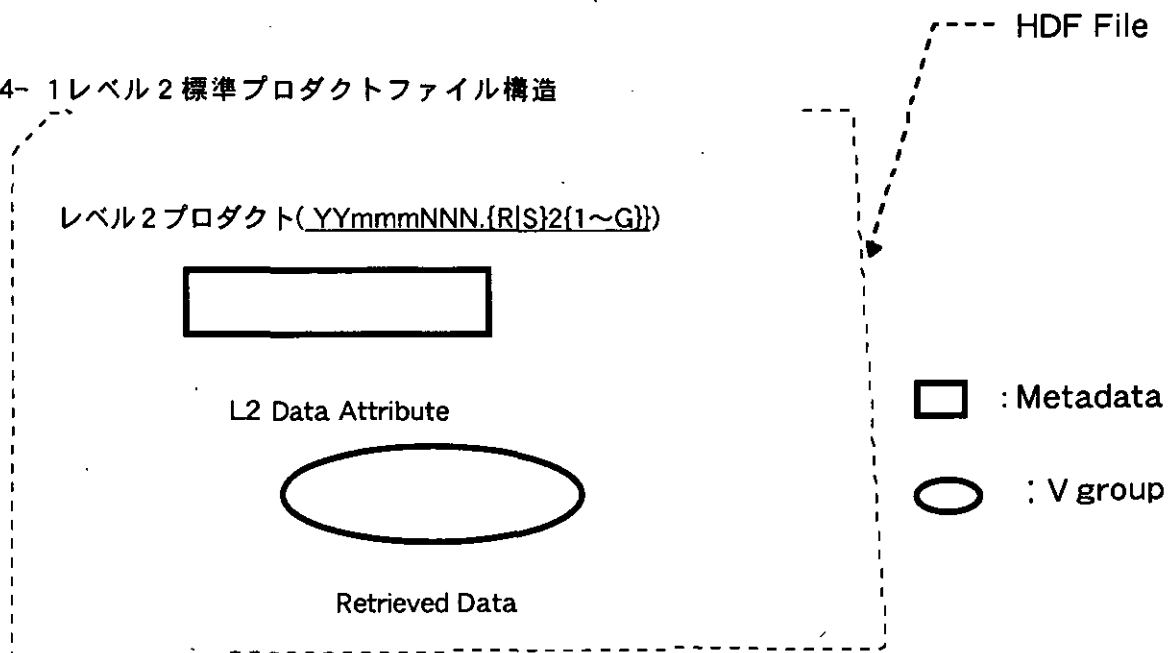 HDF File
4- 1レベル2標準プロダクトファイル構造
レベル2プロダクト( YYmmmNNN.{R|S}2{1～G}})
L2 Data Attribute
: Metadata
: V group
Retrieved Data